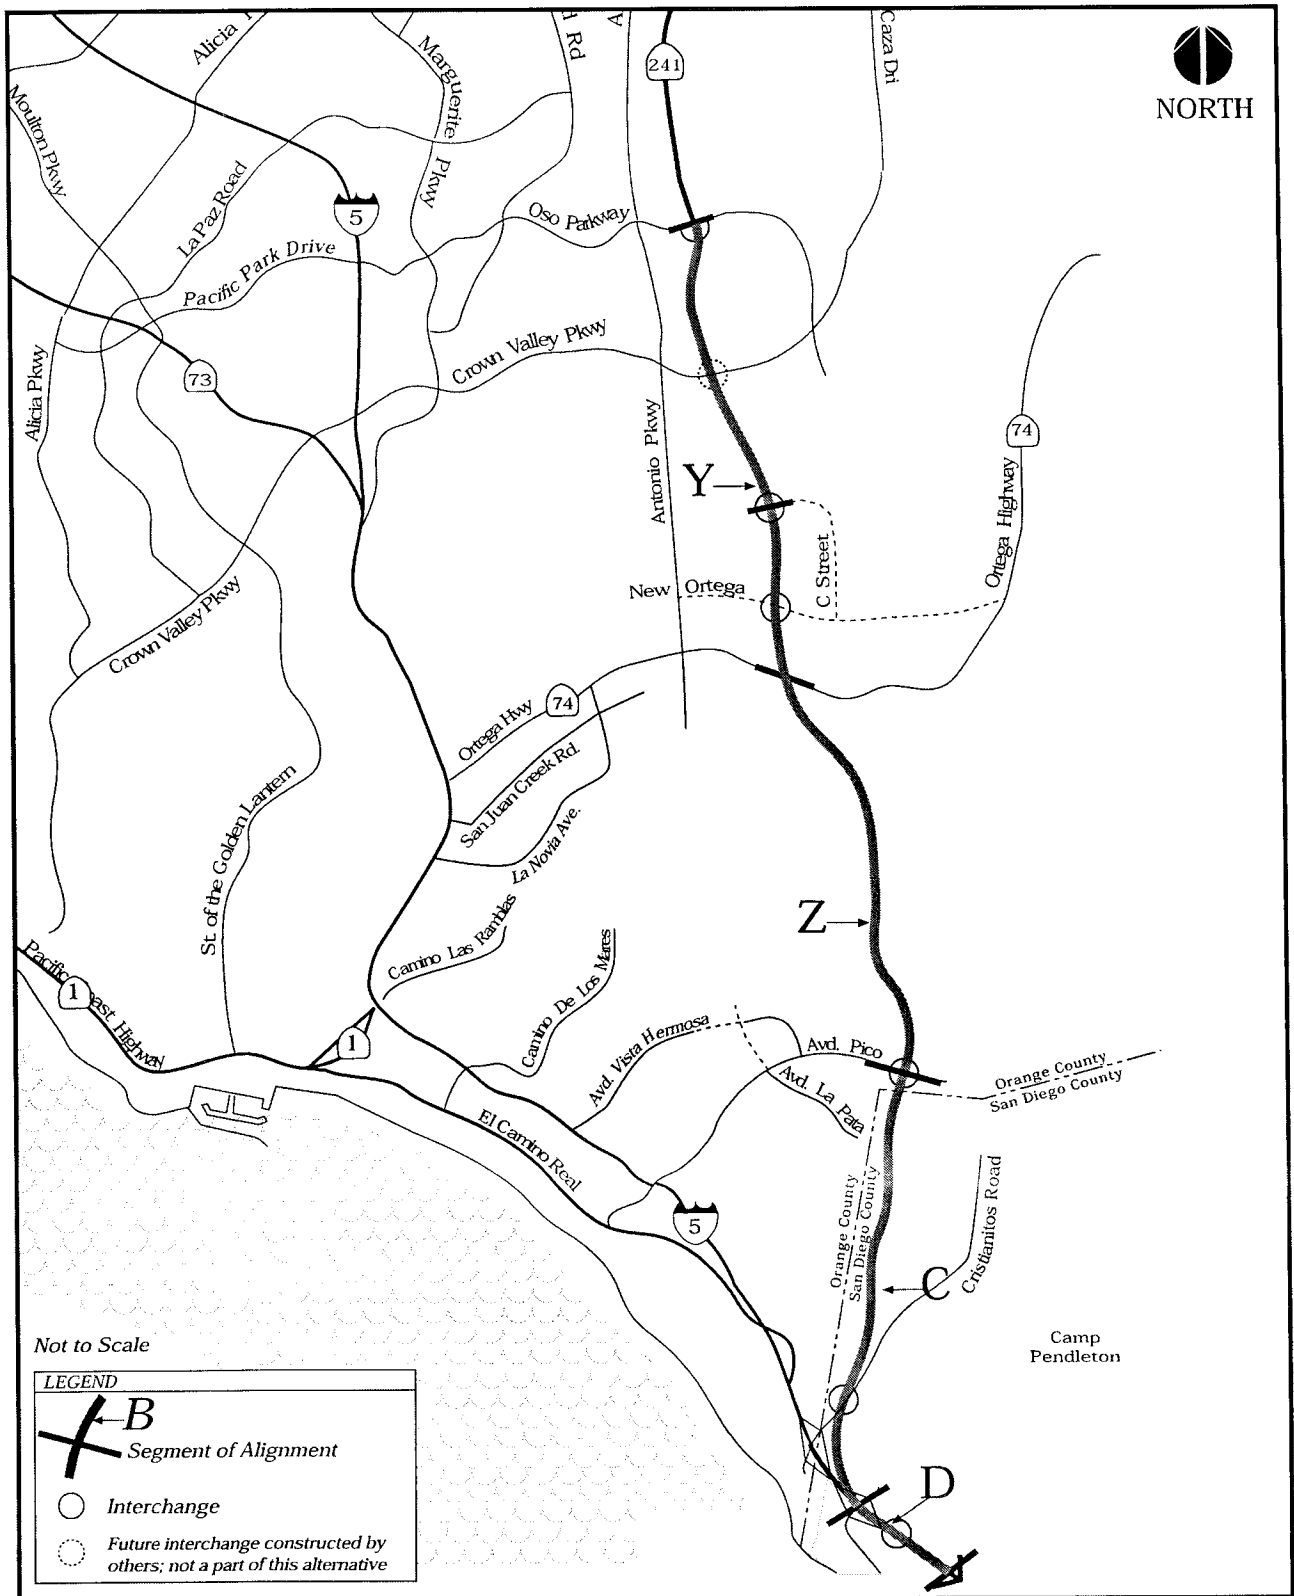 Alicia P
Marguerite Pkwy
d Rd
A
241
Caza Dri
NORTH
Moulton Pkwy
La Paz Road
5
Oso Parkway
Pacific Park Drive
Crown Valley Pkwy
73
Alicia Pkwy
Antonio Pkwy
74
Y
Ortega Highway
C Street
New Ortega
Crown Valley Pkwy
Ortega Hwy
74
San Juan Creek Rd.
La Novia Ave.
St. of the Golden Lantern
Z
Camino Las Ramblas
Camino De Los Mares
Pacific
1
oast Highway
1
Avd. Vista Hermosa
Avd. Pico
Avd. La Pata
Orange County
San Diego County
El Camino Real
5
Orange County
San Diego County
C
Cristianitos Road
Camp
Pendleton
Not to Scale
LEGEND
B
Segment of Alignment
Interchange
Future interchange constructed by
others; not a part of this alternative
D